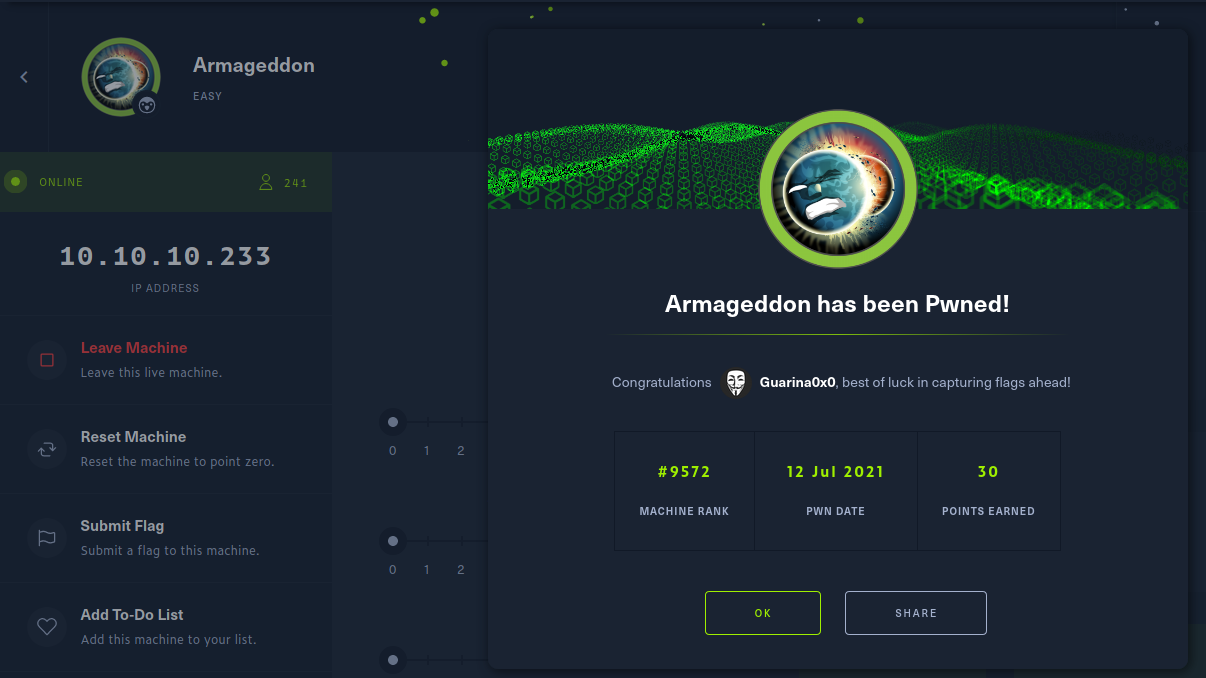 Armageddon
EASY
ONLINE
241
10.10.10.233
IP ADDRESS
Leave Machine
Leave this live machine.
Reset Machine
Reset the machine to point zero.
Submit Flag
Submit a flag to this machine.
Add To-Do List
Add this machine to your list.
0 1 2
0 1 2
Armageddon has been Pwned!
Congratulations Guarina0x0, best of luck in capturing flags ahead!
#9572 12 Jul 2021 30
MACHINE RANK PWN DATE POINTS EARNED
OK SHARE